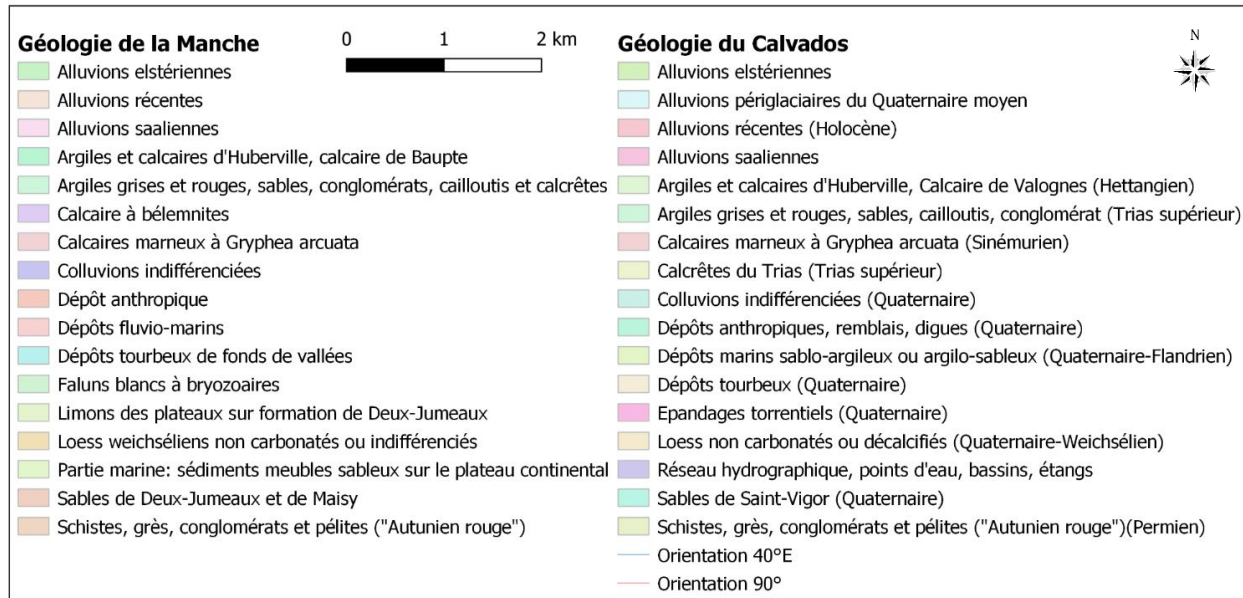 Géologie de la Manche
0 1 2 km
Alluvions elstériennes
Alluvions récentes
Alluvions saaliennes
Argiles et calcaires d'Huberville, calcaire de Baupte
Argiles grises et rouges, sables, conglomérats, cailloutis et calcrêtes
Calcaire à bélemnites
Calcaires marneux à Gryphea arcuata
Colluvions indifférenciées
Dépôt anthropique
Dépôts fluvio-marins
Dépôts tourbeux de fonds de vallées
Faluns blancs à bryozoaires
Limons des plateaux sur formation de Deux-Jumeaux
Loess weichséliens non carbonatés ou indifférenciés
Partie marine: sédiments meubles sableux sur le plateau continental
Sables de Deux-Jumeaux et de Maisy
Schistes, grès, conglomérats et pélites ("Autunien rouge")
Géologie du Calvados
N
Alluvions elstériennes
Alluvions périglaciaires du Quaternaire moyen
Alluvions récentes (Holocène)
Alluvions saaliennes
Argiles et calcaires d'Huberville, Calcaire de Valognes (Hettangien)
Argiles grises et rouges, sables, cailloutis, conglomérat (Trias supérieur)
Calcaires marneux à Gryphea arcuata (Sinémurien)
Calcrêtes du Trias (Trias supérieur)
Colluvions indifférenciées (Quaternaire)
Dépôts anthropiques, remblais, digues (Quaternaire)
Dépôts marins sablo-argileux ou argilo-sableux (Quaternaire-Flandrien)
Dépôts tourbeux (Quaternaire)
Epandages torrentiels (Quaternaire)
Loess non carbonatés ou décalcifiés (Quaternaire-Weichsélien)
Réseau hydrographique, points d'eau, bassins, étangs
Sables de Saint-Vigor (Quaternaire)
Schistes, grès, conglomérats et pélites ("Autunien rouge")(Permien)
Orientation 40°E
Orientation 90°